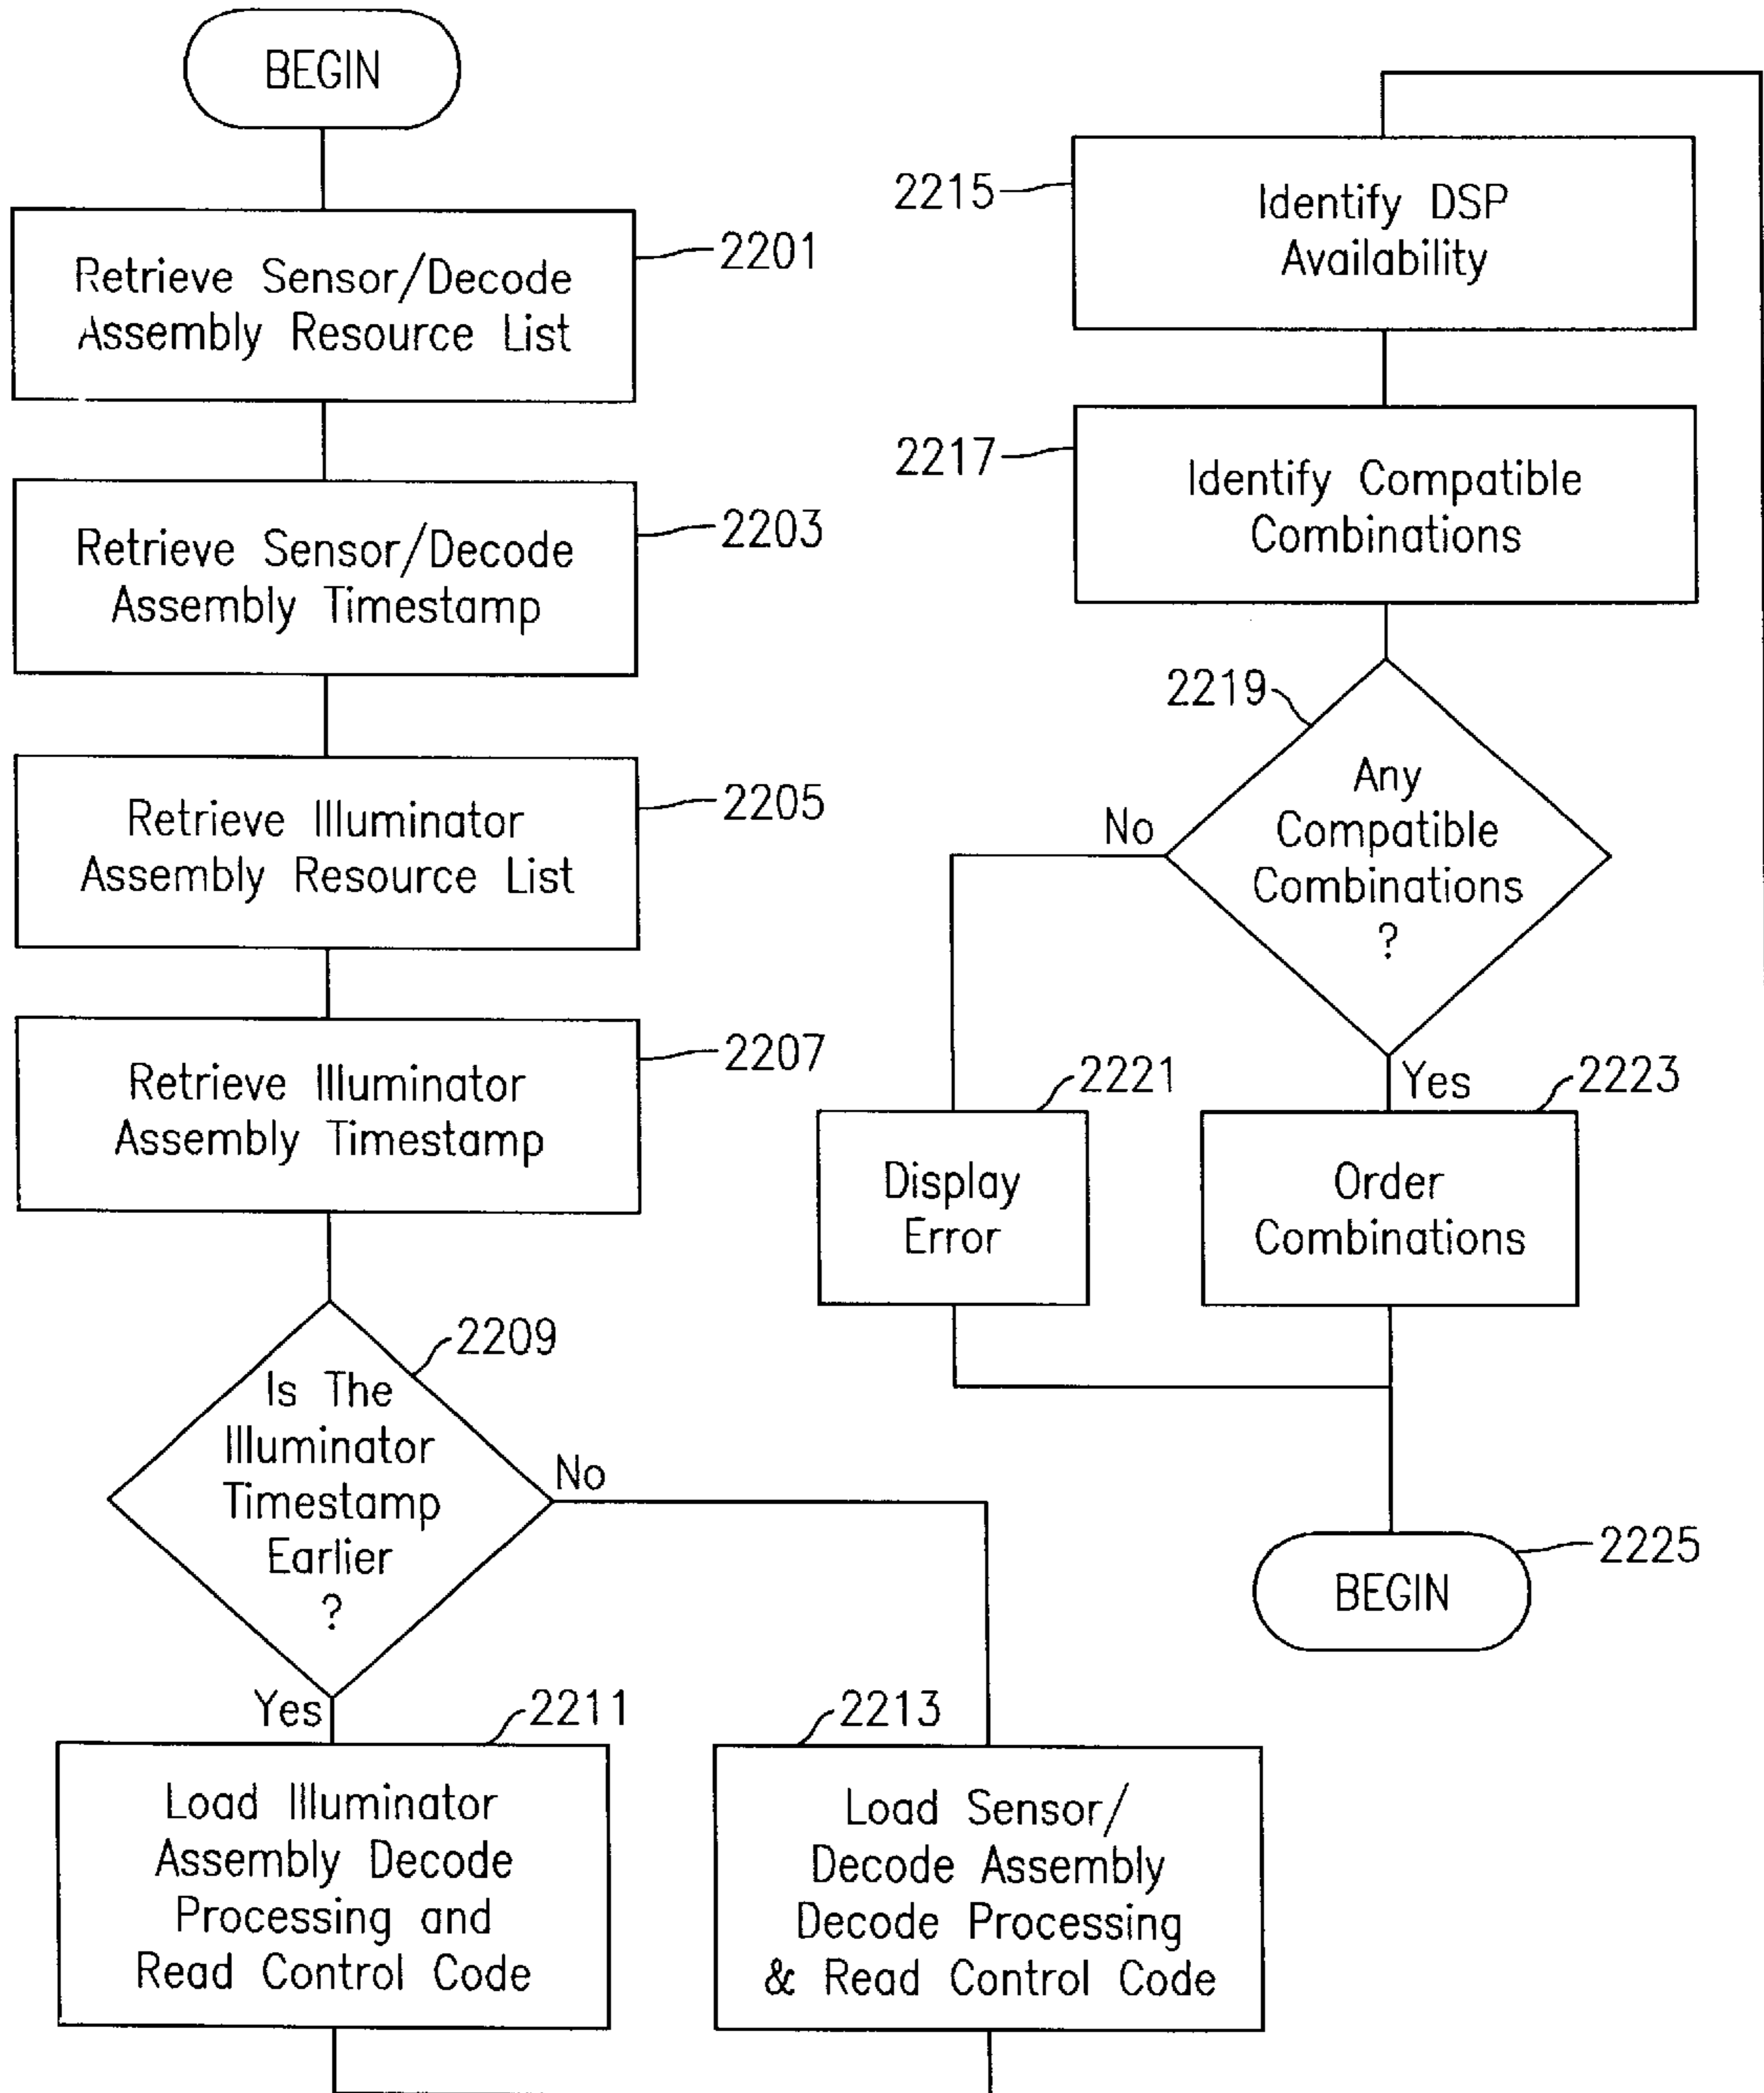 BEGIN
Retrieve Sensor/Decode
Assembly Resource List
2201
Retrieve Sensor/Decode
Assembly Timestamp
2203
Retrieve Illuminator
Assembly Resource List
2205
Retrieve Illuminator
Assembly Timestamp
2207
Is The
Illuminator
Timestamp
Earlier
?
2209
No
Yes
2211
Load Illuminator
Assembly Decode
Processing and
Read Control Code
2213
Load Sensor/
Decode Assembly
Decode Processing
& Read Control Code
2215
Identify DSP
Availability
2217
Identify Compatible
Combinations
2219
Any
Compatible
Combinations
?
No
Yes
2221
Display
Error
2223
Order
Combinations
2225
BEGIN